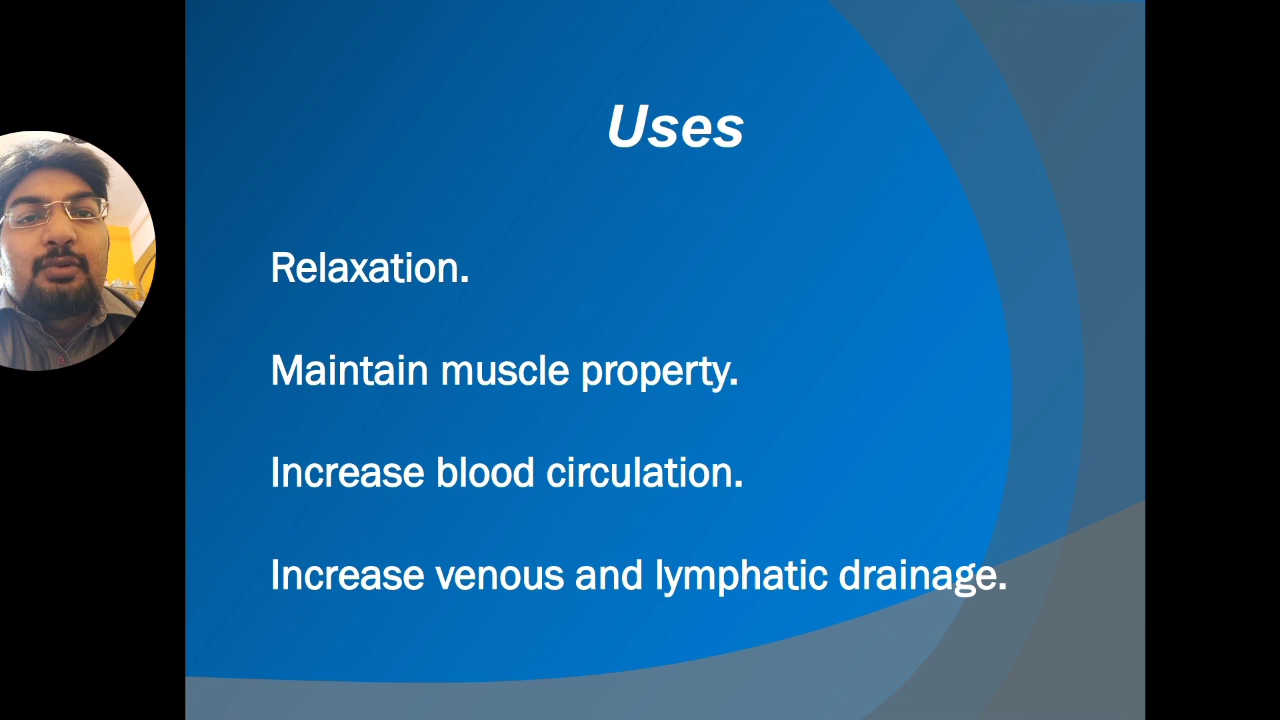 Uses
Relaxation.
Maintain muscle property.
Increase blood circulation.
Increase venous and lymphatic drainage.